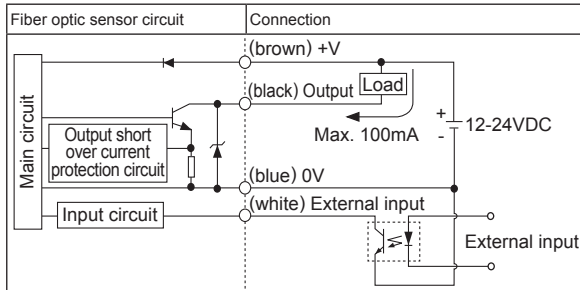 Fiber optic sensor circuit
Connection
(brown) +V
(black) Output
Load
Max. 100mA
+
-
12-24VDC
Main circuit
Output short
over current
protection circuit
(blue) 0V
(white) External input
Input circuit
External input